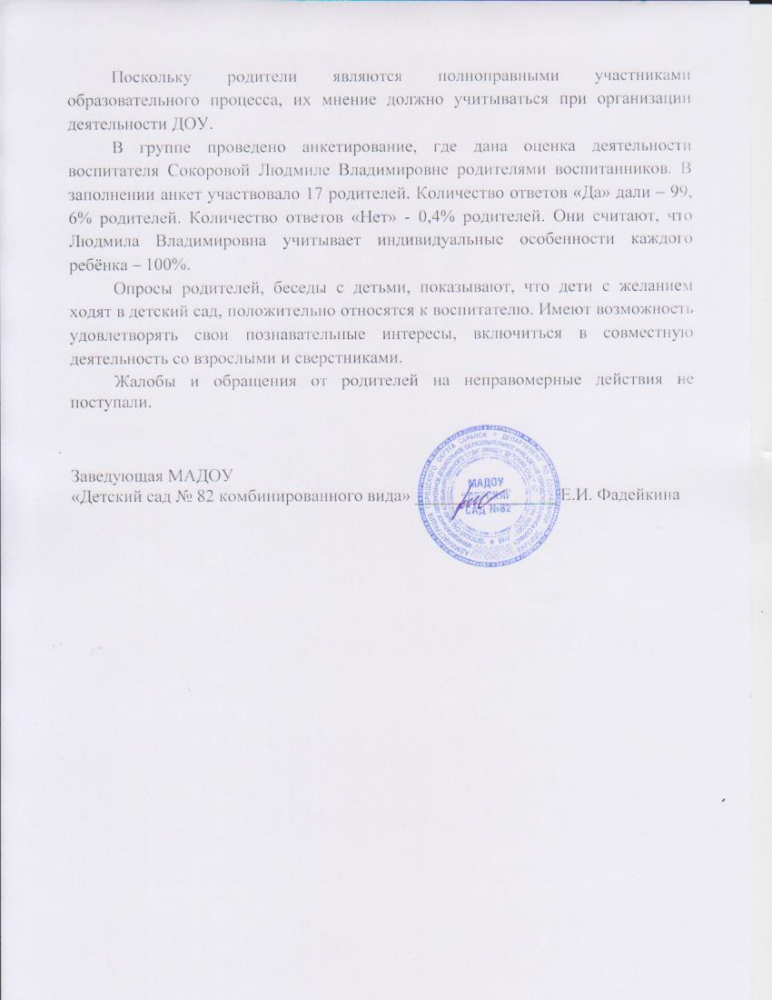 Поскольку родители являются полноправными участниками
образовательного процесса, их мнение должно учитываться при организации
деятельности ДОУ.
В группе проведено анкетирование, где дана оценка деятельности
воспитателя Сокоровой Людмиле Владимировне родителями воспитанников. В
заполнении анкет участвовало 17 родителей. Количество ответов «Да» дали – 99,
6% родителей. Количество ответов «Нет» - 0,4% родителей. Они считают, что
Людмила Владимировна учитывает индивидуальные особенности каждого
ребёнка – 100%.
Опросы родителей, беседы с детьми, показывают, что дети с желанием
ходят в детский сад, положительно относятся к воспитателю. Имеют возможность
удовлетворять свои познавательные интересы, включиться в совместную
деятельность со взрослыми и сверстниками.
Жалобы и обращения от родителей на неправомерные действия не
поступали.
Заведующая МАДОУ
«Детский сад № 82 комбинированного вида» Е.И. Фадейкина
МАДОУ
"ДЕТСКИЙ
САД №82